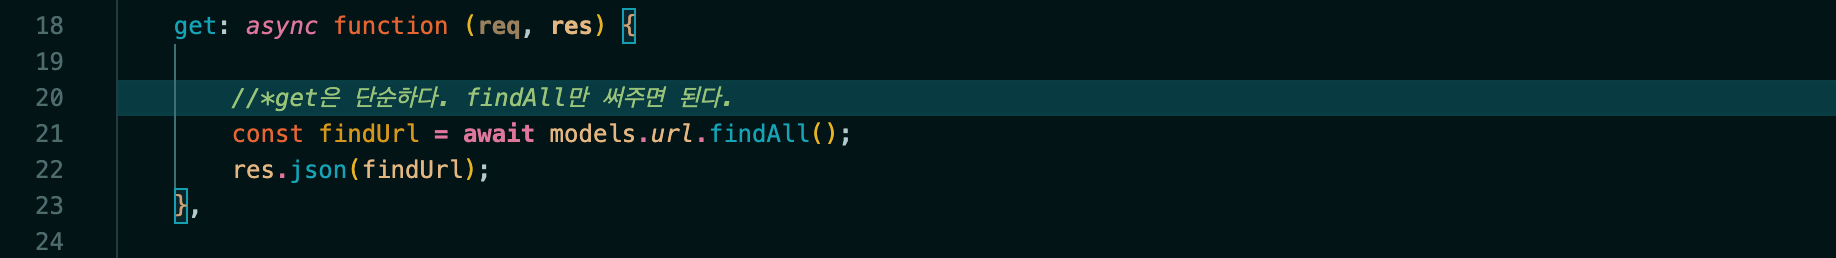 18 get: async function (req, res) {
19
20 //*get은 단순하다. findAll만 써주면 된다.
21 const findUrl = await models.url.findAll();
22 res.json(findUrl);
23 },
24